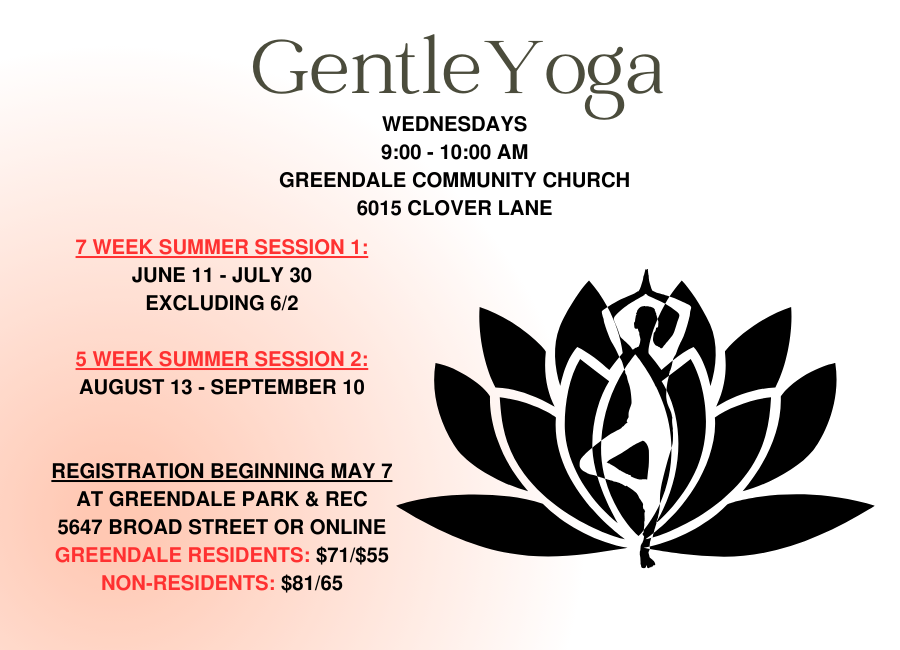 Gentle Yoga
WEDNESDAYS
9:00 - 10:00 AM
GREENDALE COMMUNITY CHURCH
6015 CLOVER LANE
7 WEEK SUMMER SESSION 1:
JUNE 11 - JULY 30
EXCLUDING 6/2
5 WEEK SUMMER SESSION 2:
AUGUST 13 - SEPTEMBER 10
REGISTRATION BEGINNING MAY 7
AT GREENDALE PARK & REC
5647 BROAD STREET OR ONLINE
GREENDALE RESIDENTS: $71/$55
NON-RESIDENTS: $81/65